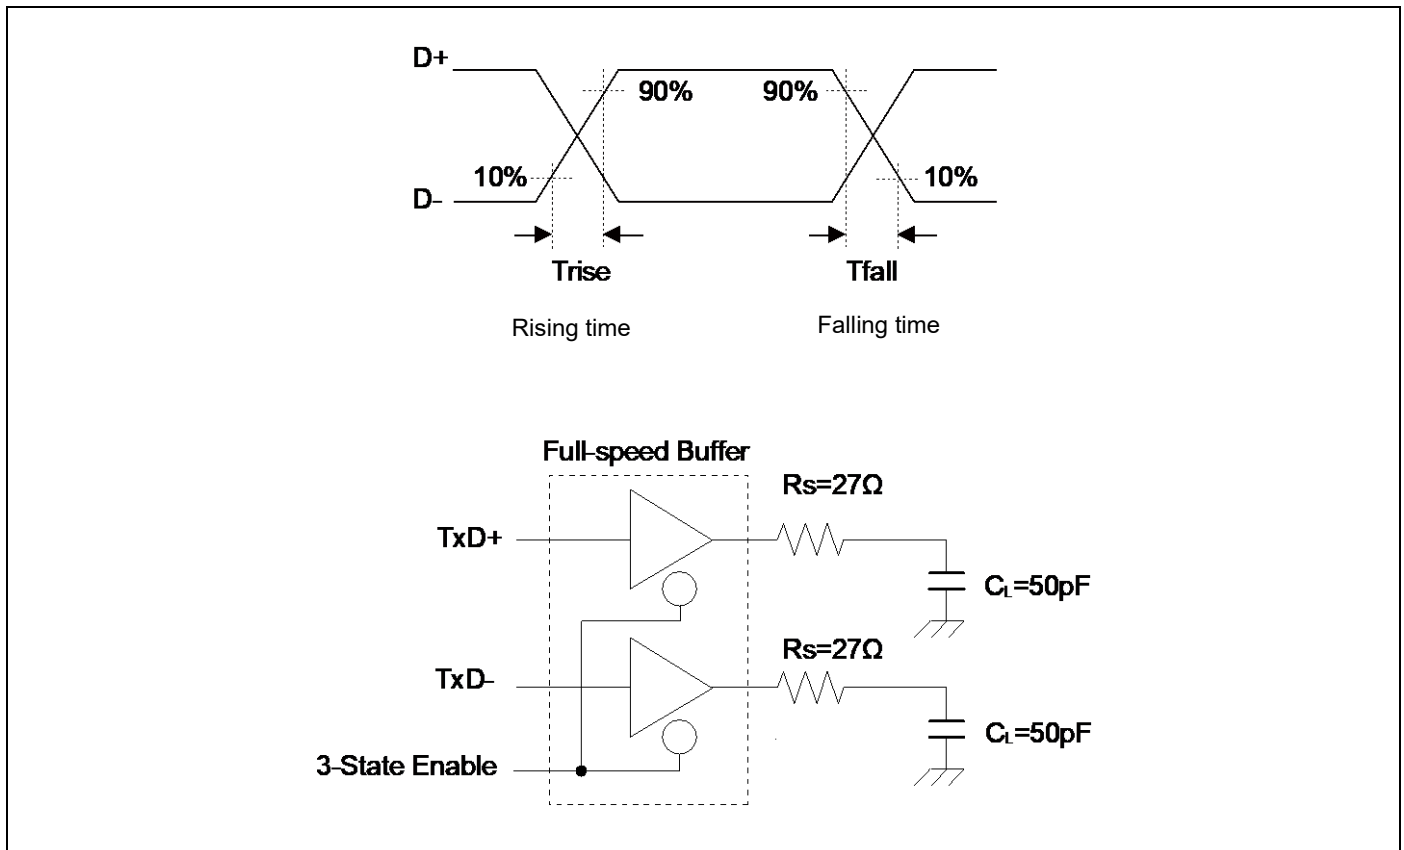 D+
90% 90%
10% 10%
D-
Trise Tfall
Rising time Falling time
Full-speed Buffer
Rs=27Ω
TxD+
CL=50pF
Rs=27Ω
TxD-
CL=50pF
3-State Enable